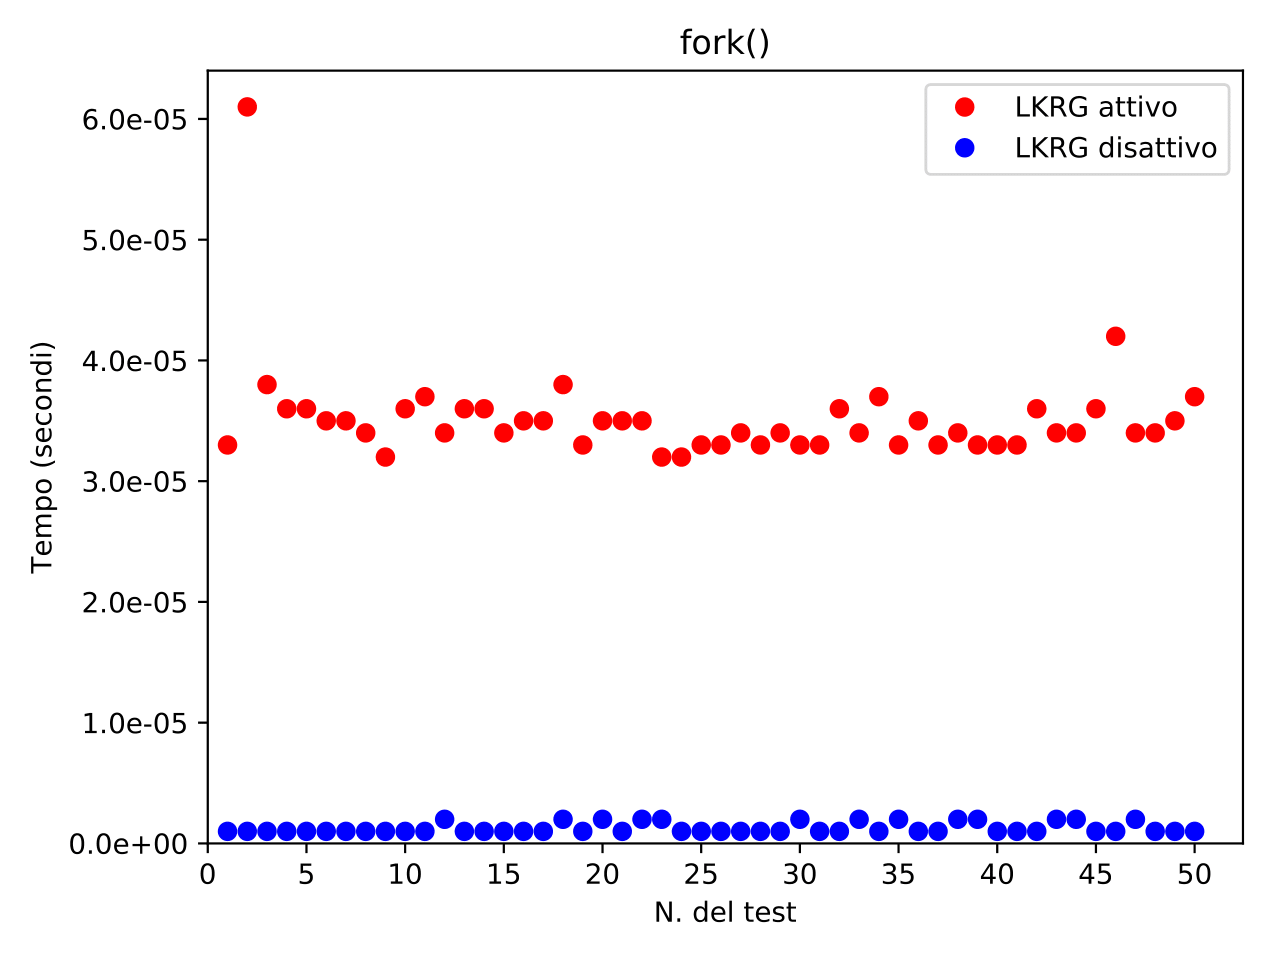 fork()
LKRG attivo
LKRG disattivo
6.0e-05
5.0e-05
4.0e-05
3.0e-05
2.0e-05
1.0e-05
0.0e+00
Tempo (secondi)
0 5 10 15 20 25 30 35 40 45 50
N. del test